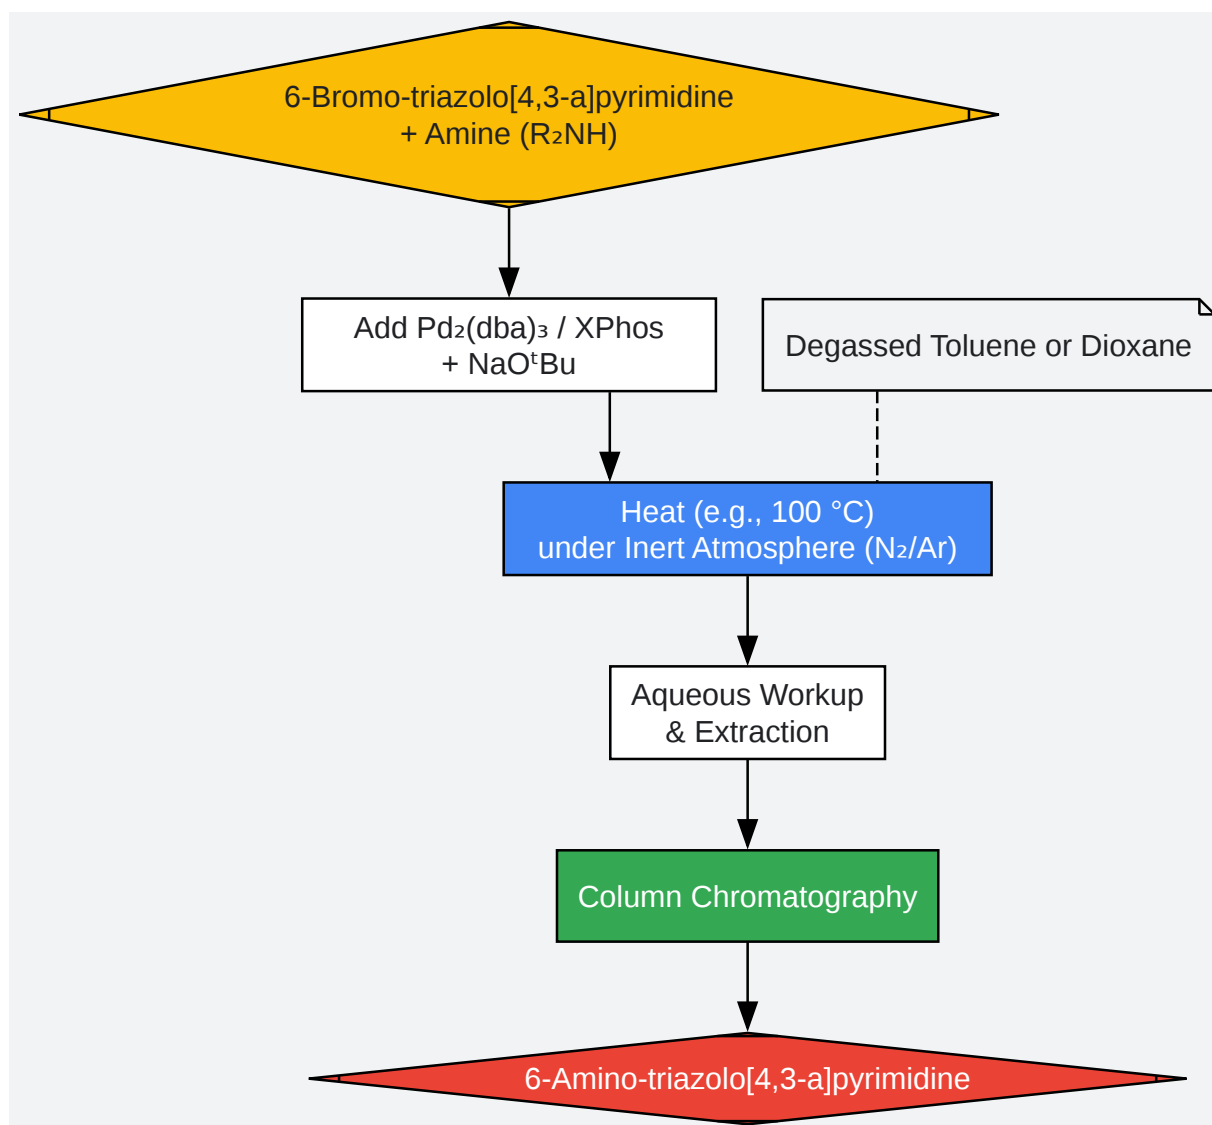 6-Bromo-triazolo[4,3-a]pyrimidine
+ Amine (R₂NH)
Add Pd₂(dba)₃ / XPhos
+ NaOᵗBu
Degassed Toluene or Dioxane
Heat (e.g., 100 °C)
under Inert Atmosphere (N₂/Ar)
Aqueous Workup
& Extraction
Column Chromatography
6-Amino-triazolo[4,3-a]pyrimidine